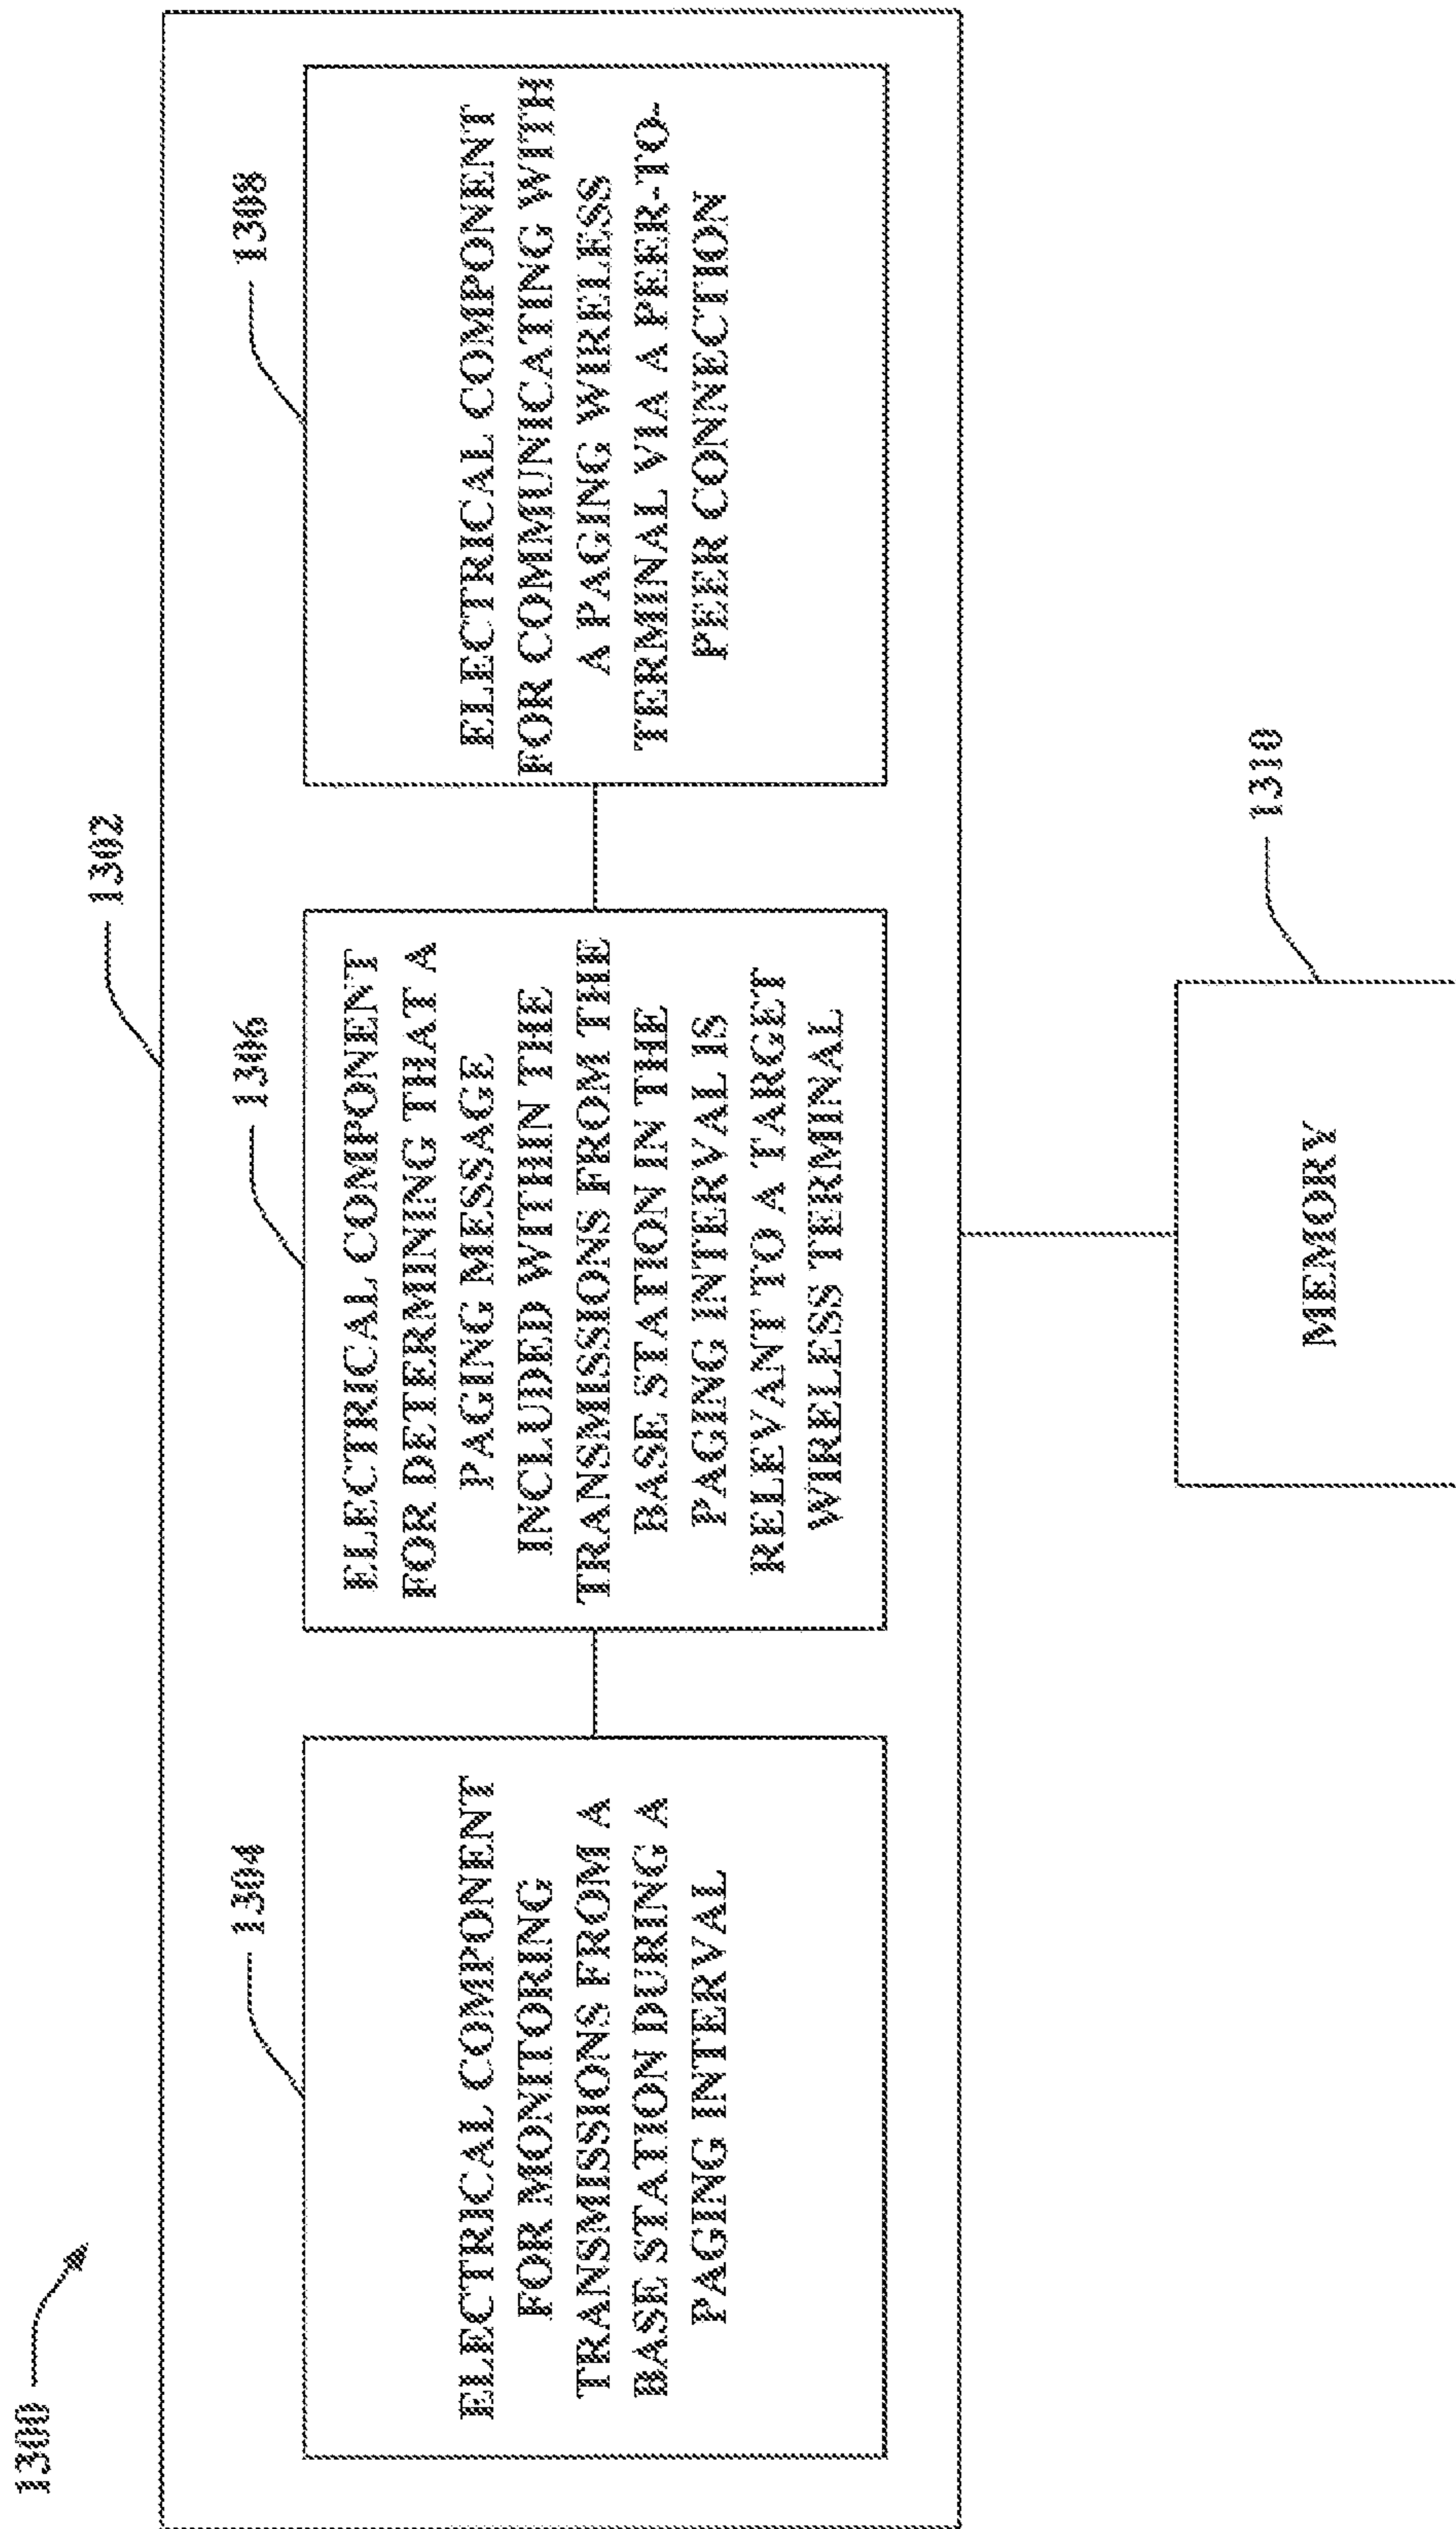 1300
1302
1304
ELECTRICAL COMPONENT
FOR MONITORING
TRANSMISSIONS FROM A
BASE STATION DURING A
PAGING INTERVAL
1306
ELECTRICAL COMPONENT
FOR DETERMINING THAT A
PAGING MESSAGE
INCLUDED WITHIN THE
TRANSMISSIONS FROM THE
BASE STATION IN THE
PAGING INTERVAL IS
RELEVANT TO A TARGET
WIRELESS TERMINAL
1308
ELECTRICAL COMPONENT
FOR COMMUNICATING WITH
A PAGING WIRELESS
TERMINAL VIA A PEER-TO-
PEER CONNECTION
1310
MEMORY